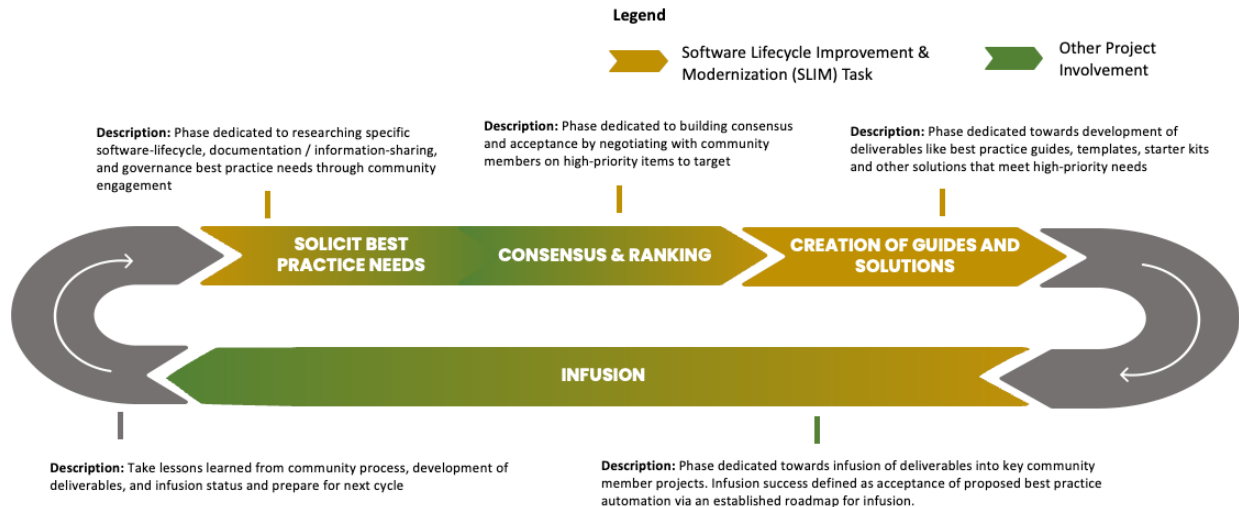 Legend
Software Lifecycle Improvement &
Modernization (SLIM) Task
Other Project
Involvement
Description: Phase dedicated to researching specific
software-lifecycle, documentation / information-sharing,
and governance best practice needs through community
engagement
Description: Phase dedicated to building consensus
and acceptance by negotiating with community
members on high-priority items to target
Description: Phase dedicated towards development of
deliverables like best practice guides, templates, starter kits
and other solutions that meet high-priority needs
SOLICIT BEST
PRACTICE NEEDS
CONSENSUS & RANKING
CREATION OF GUIDES AND
SOLUTIONS
INFUSION
Description: Take lessons learned from community process, development of
deliverables, and infusion status and prepare for next cycle
Description: Phase dedicated towards infusion of deliverables into key community
member projects. Infusion success defined as acceptance of proposed best practice
automation via an established roadmap for infusion.